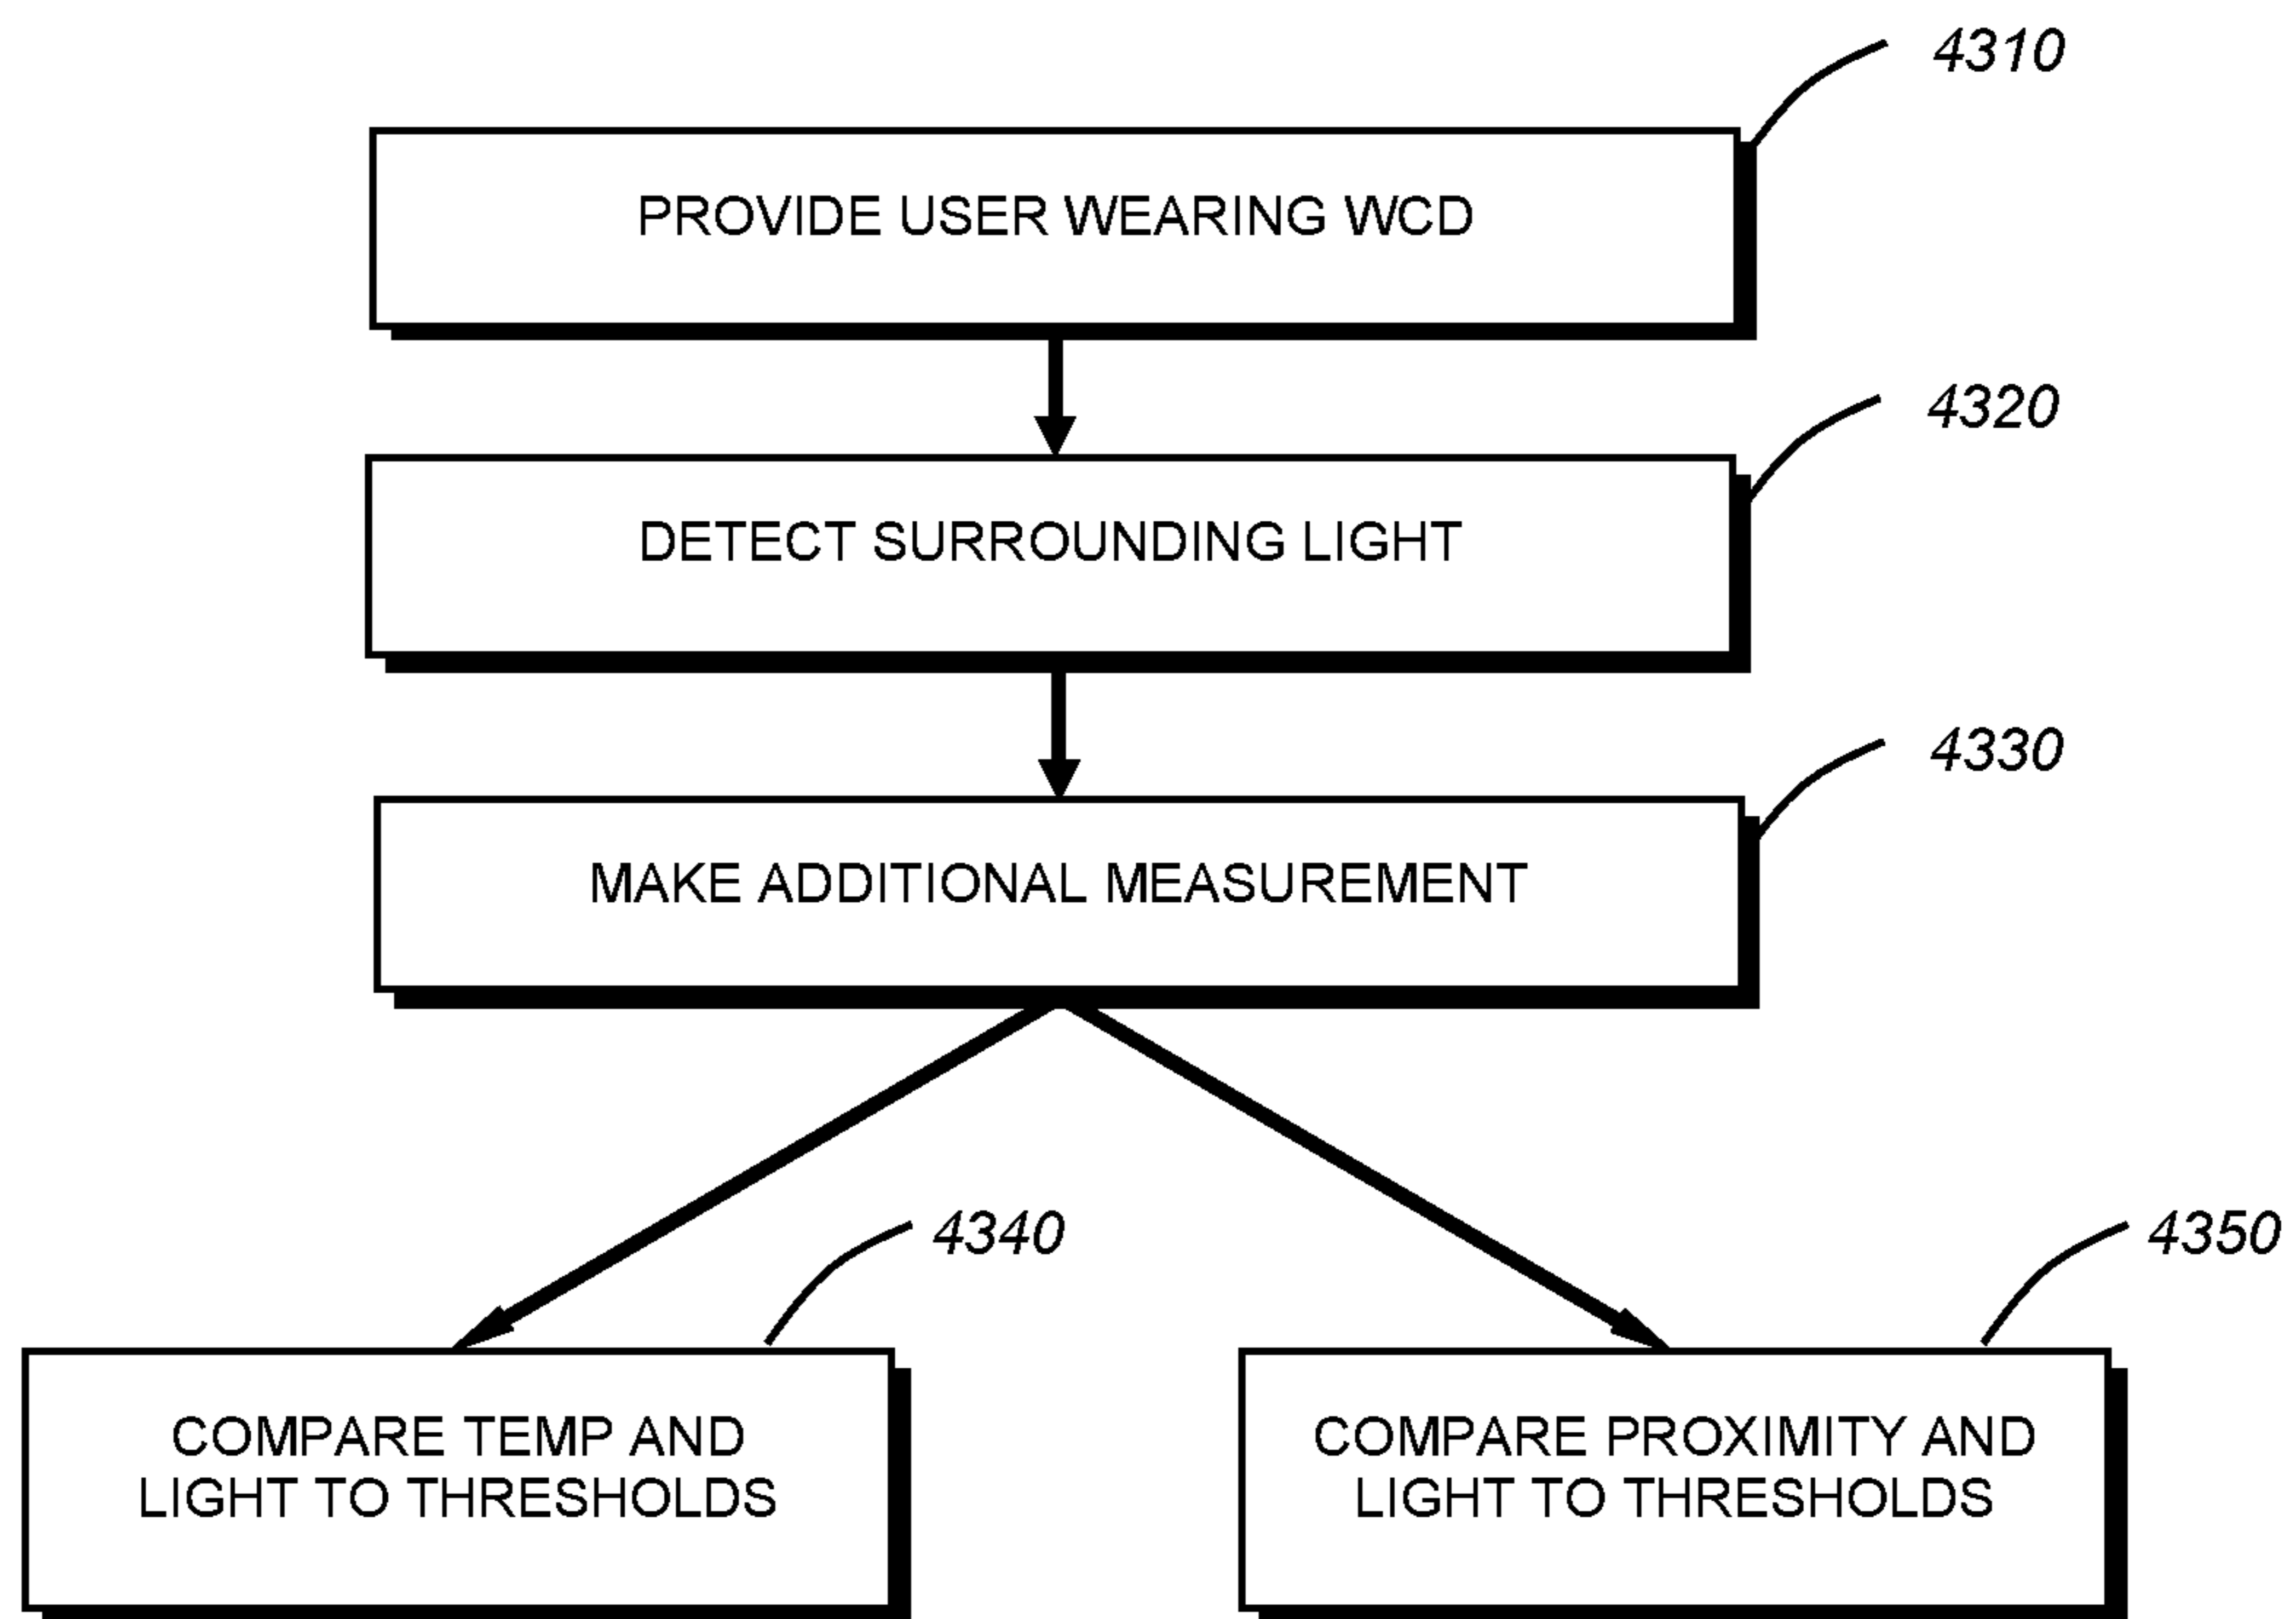 4310
PROVIDE USER WEARING WCD
4320
DETECT SURROUNDING LIGHT
4330
MAKE ADDITIONAL MEASUREMENT
4340
COMPARE TEMP AND
LIGHT TO THRESHOLDS
4350
COMPARE PROXIMITY AND
LIGHT TO THRESHOLDS